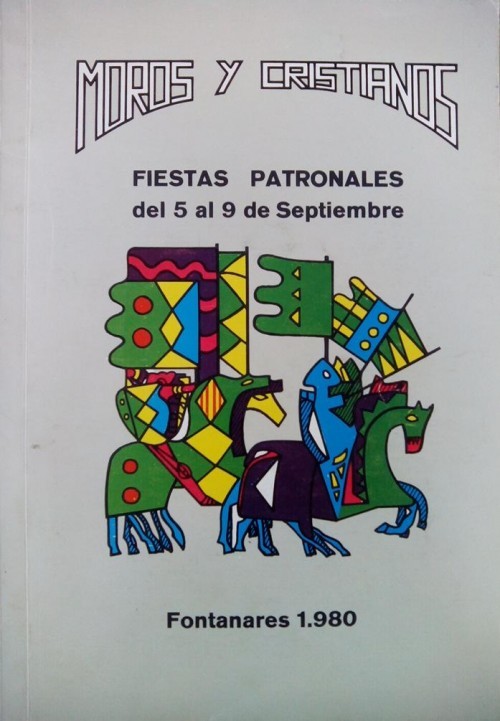 MOROS Y CRISTIANOS
FIESTAS PATRONALES
del 5 al 9 de Septiembre
Fontanares 1.980